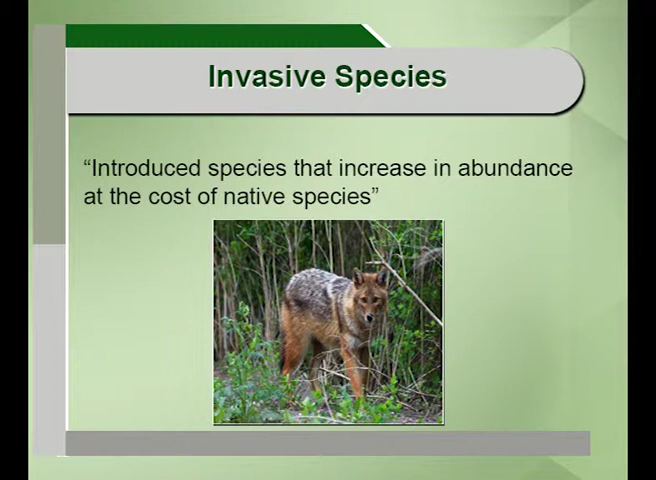 Invasive Species
“Introduced species that increase in abundance
at the cost of native species”